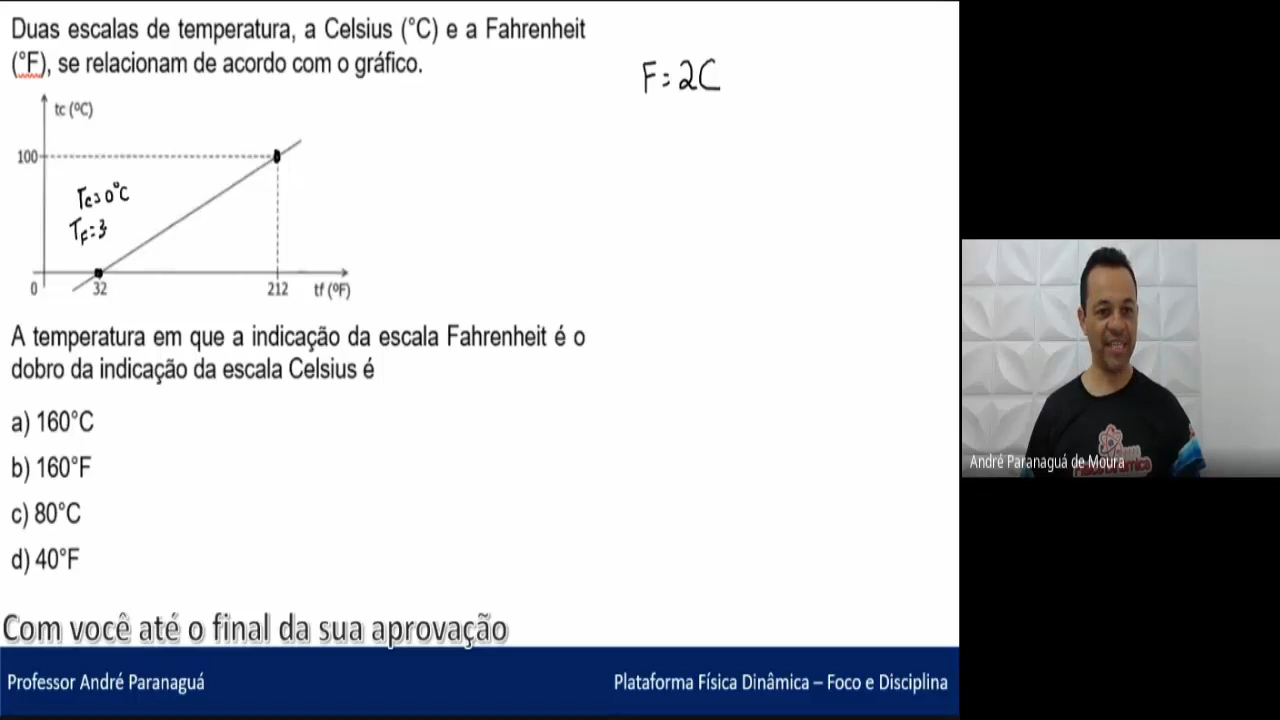 Duas escalas de temperatura, a Celsius (°C) e a Fahrenheit
(°F), se relacionam de acordo com o gráfico.
F=2C
tc (ºC)
100
Tc=0°C
TF=3
0
32
212
tf (ºF)
A temperatura em que a indicação da escala Fahrenheit é o
dobro da indicação da escala Celsius é
a) 160°C
b) 160°F
c) 80°C
d) 40°F
André Paranaguá de Moura
Com você até o final da sua aprovação
Professor André Paranaguá
Plataforma Física Dinâmica – Foco e Disciplina